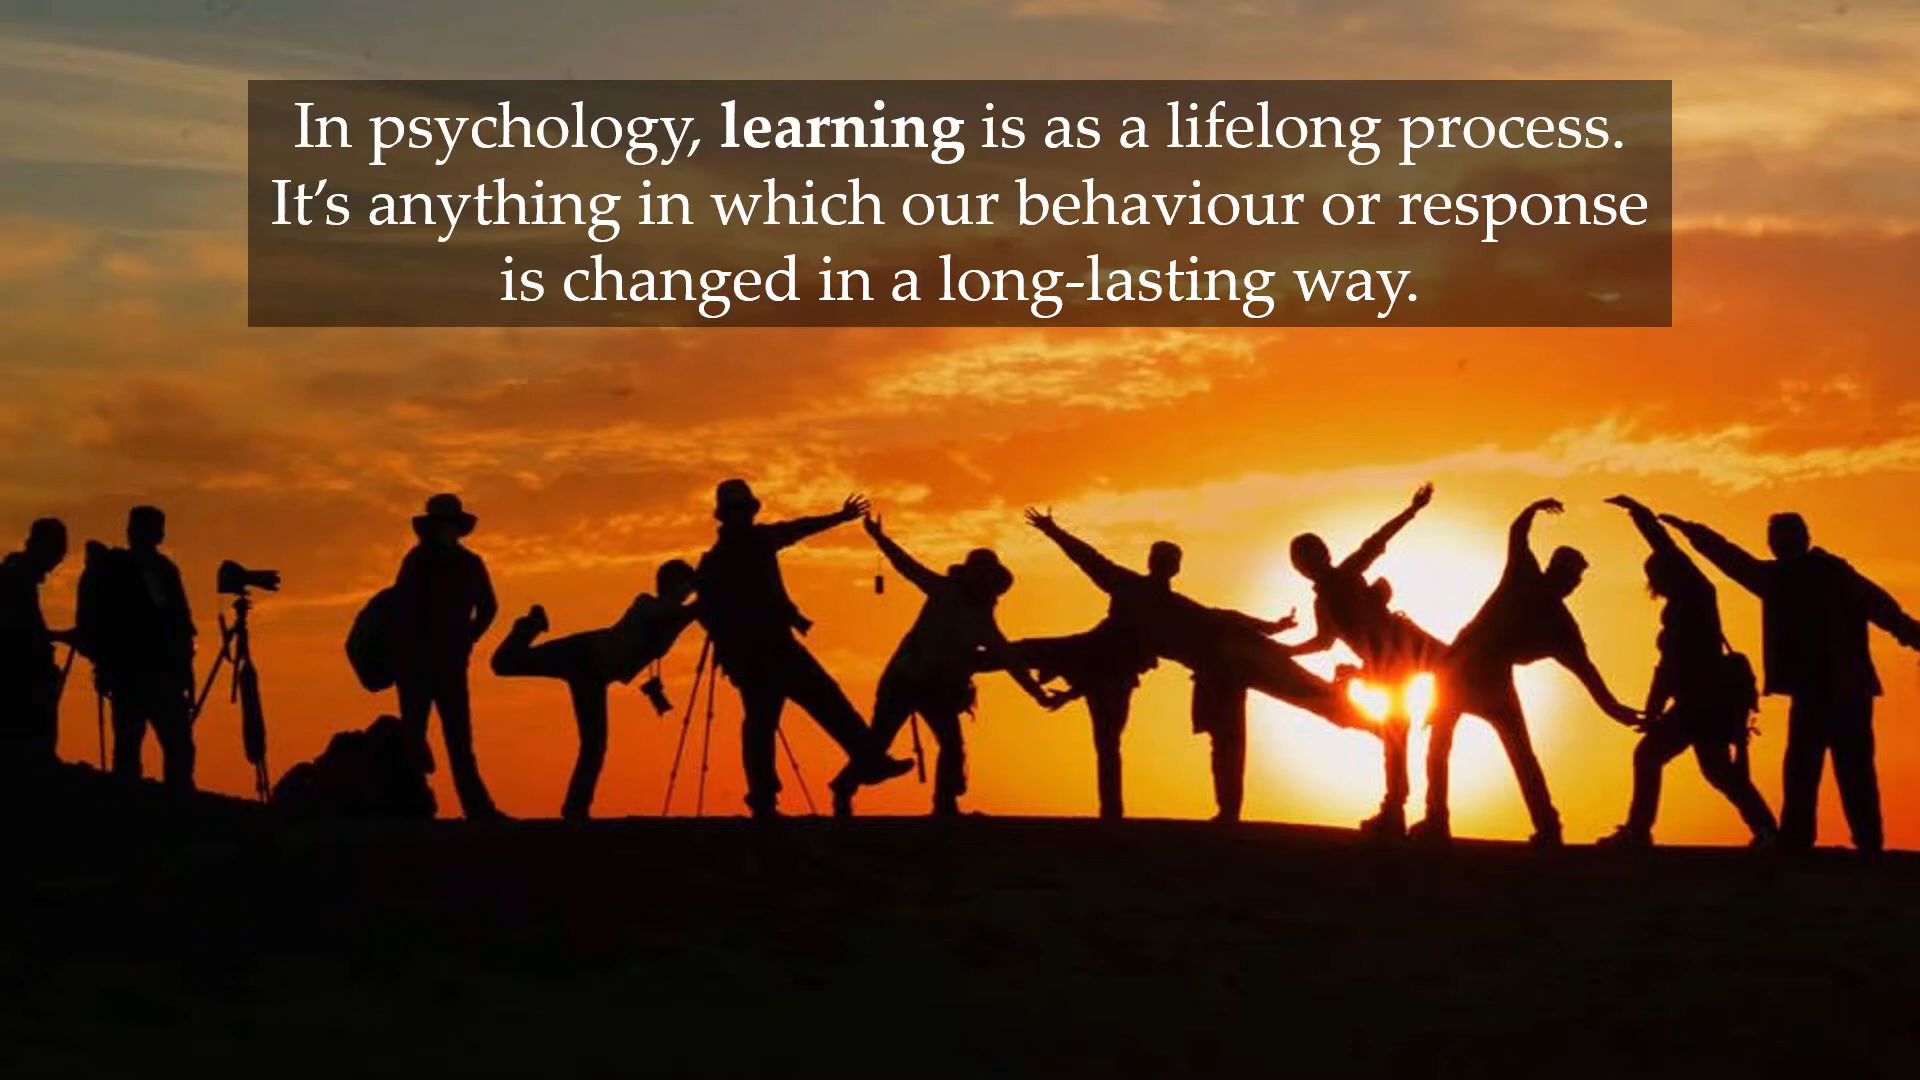 In psychology, learning is as a lifelong process.
It’s anything in which our behaviour or response
is changed in a long-lasting way.